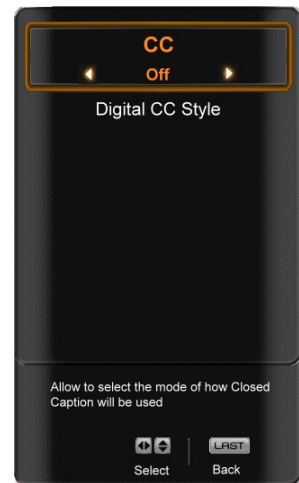 CC
Off
Digital CC Style
Allow to select the mode of how Closed
Caption will be used
LAST
Select Back